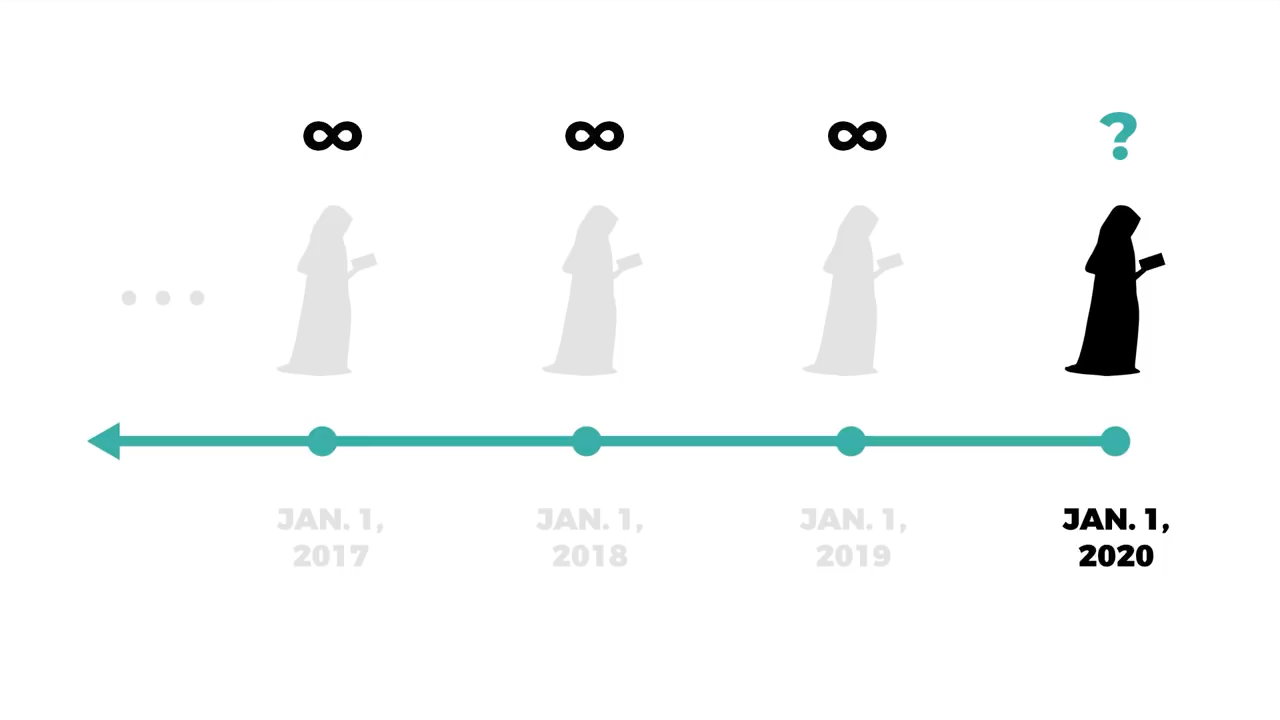 ∞ ∞ ∞ ?
JAN. 1, JAN. 1, JAN. 1, JAN. 1,
2017 2018 2019 2020